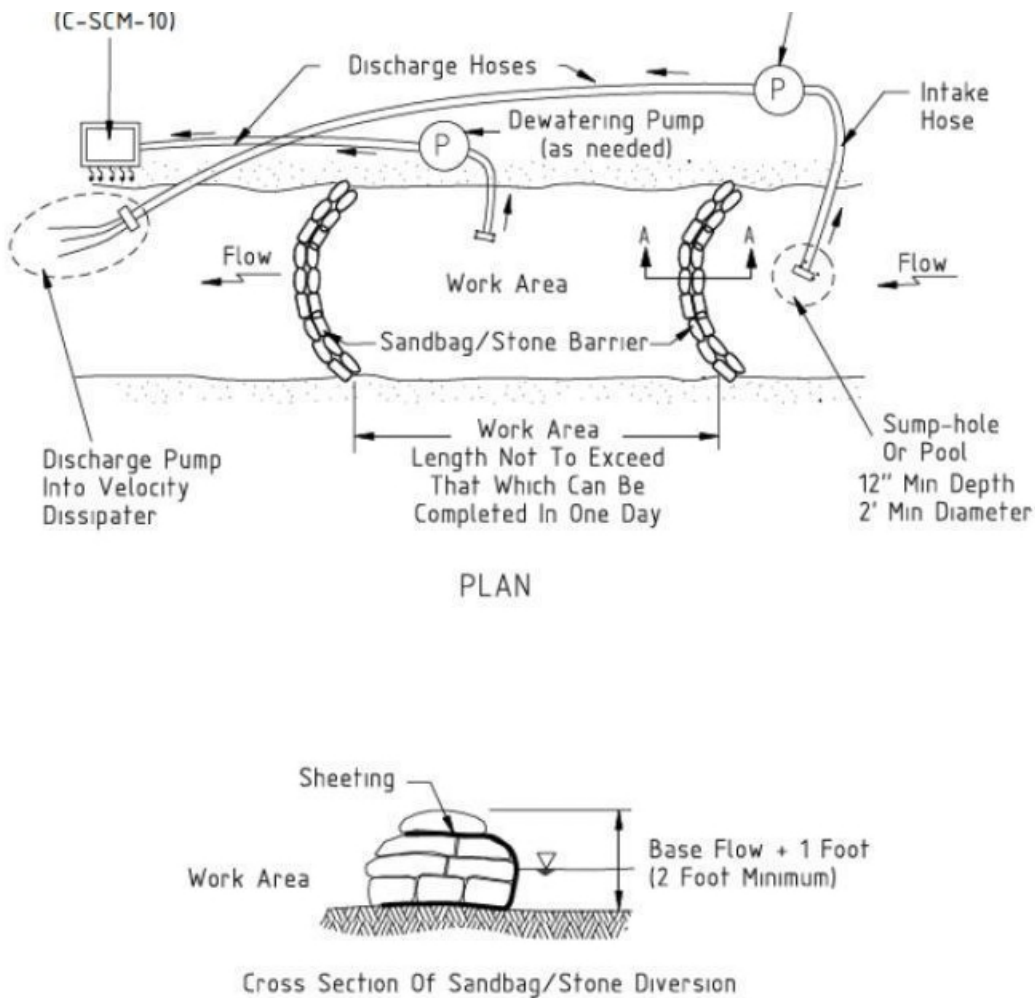 (C-SCM-10)
Discharge Hoses
P
Intake
Hose
P
Dewatering Pump
(as needed)
A
A
Flow
Work Area
Flow
Sandbag/Stone Barrier
Discharge Pump
Into Velocity
Dissipater
Work Area
Length Not To Exceed
That Which Can Be
Completed In One Day
Sump-hole
Or Pool
12" Min Depth
2' Min Diameter
PLAN
Sheeting
Work Area
Base Flow + 1 Foot
(2 Foot Minimum)
Cross Section Of Sandbag/Stone Diversion